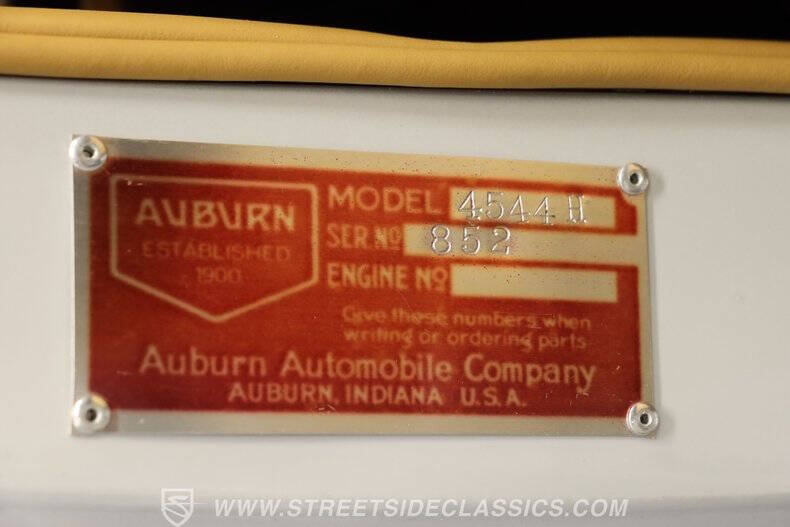 AUBURN
ESTABLISHED
1900
MODEL 4544 H
SER. NO 852
ENGINE NO
Give these numbers when
writing or ordering parts
Auburn Automobile Company
AUBURN, INDIANA U.S.A.
WWW.STREETSIDECLASSICS.COM